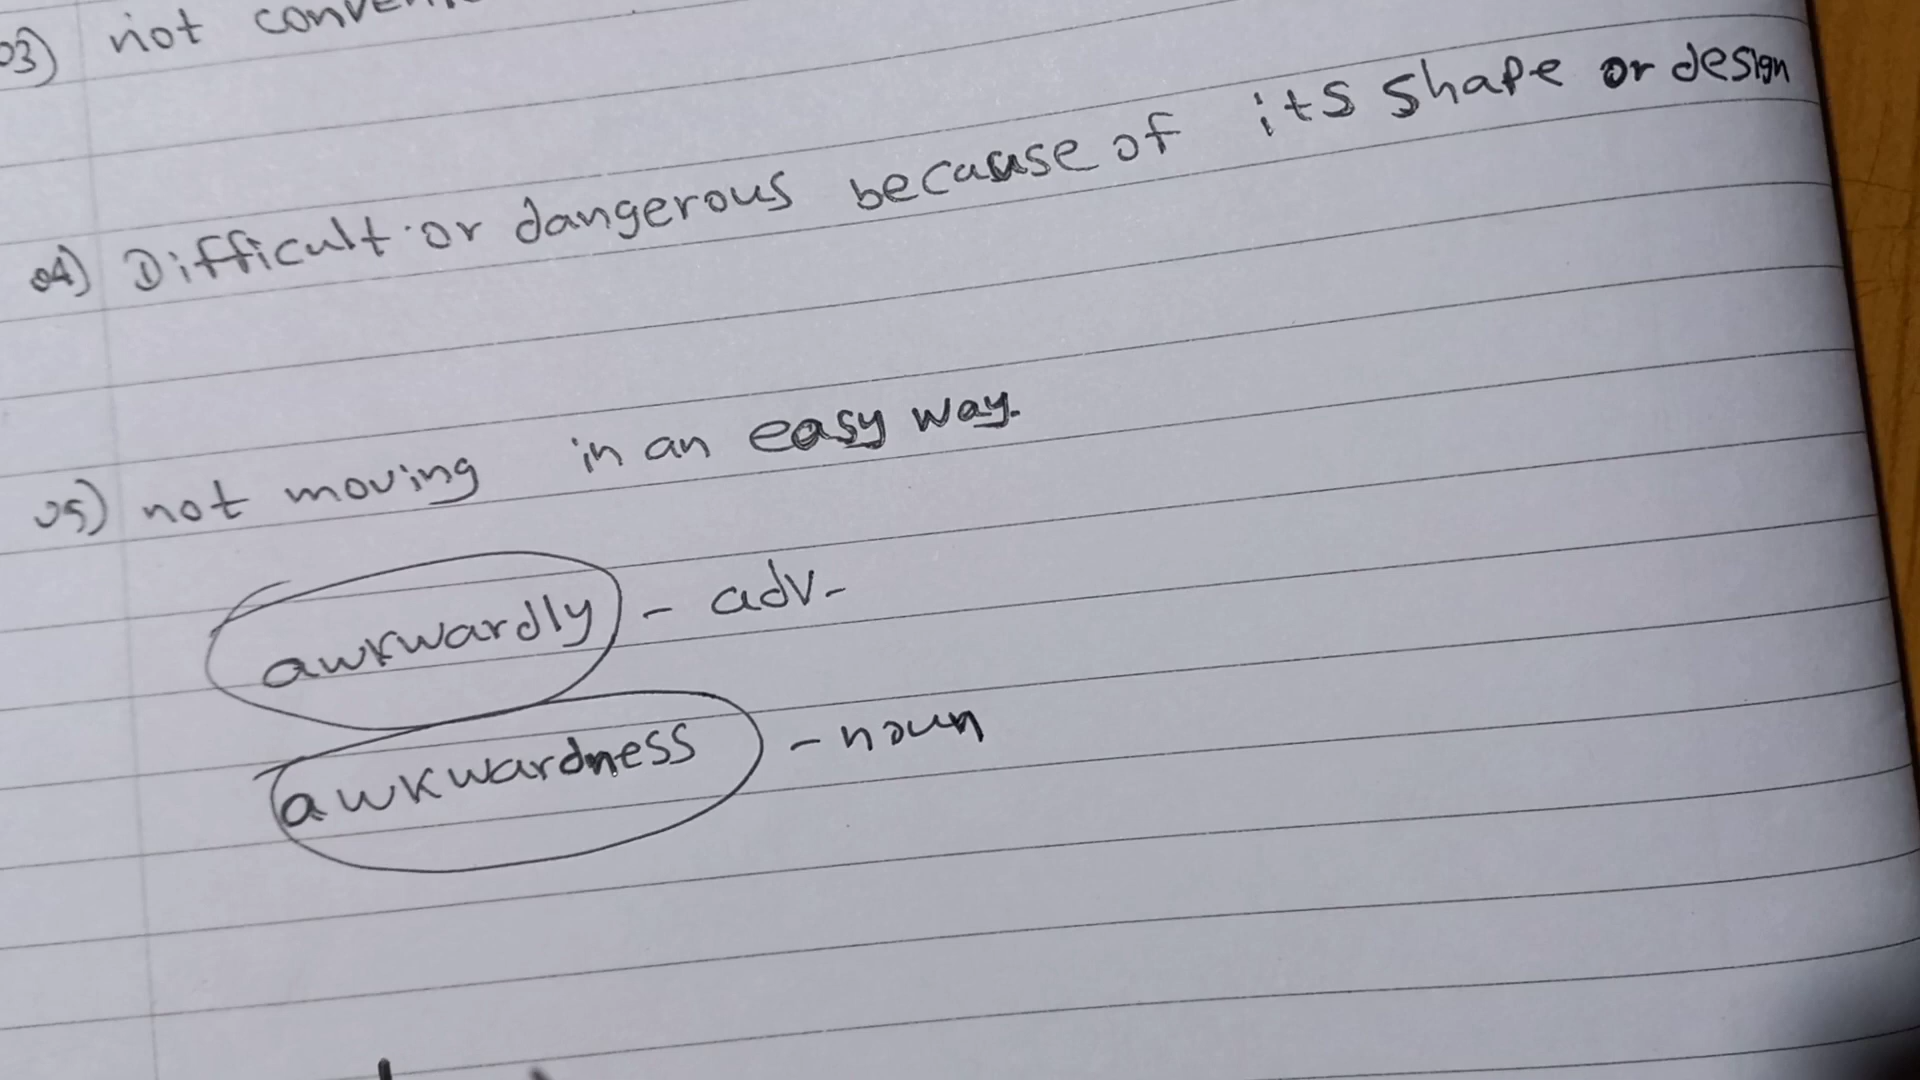 03) not
04) Difficult or dangerous because of its shape or design
05) not moving in an easy way.
awkwardly - adv-
awkwardness - noun